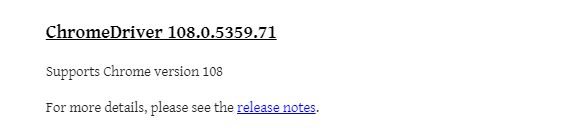 ChromeDriver 108.0.5359.71
Supports Chrome version 108
For more details, please see the release notes.